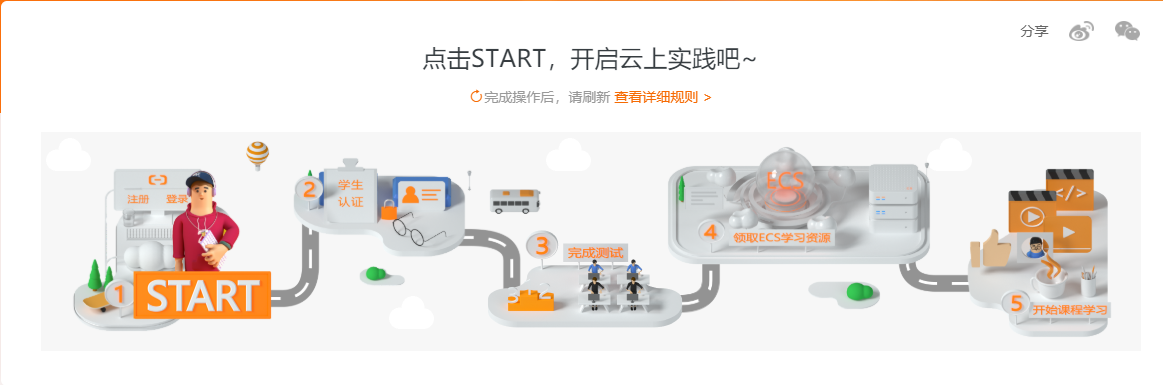 分享
点击START，开启云上实践吧~
完成操作后，请刷新 查看详细规则 >
注册 登录
1
START
2
学生
认证
3
完成测试
4
ECS
领取ECS学习资源
</>
5
开始课程学习